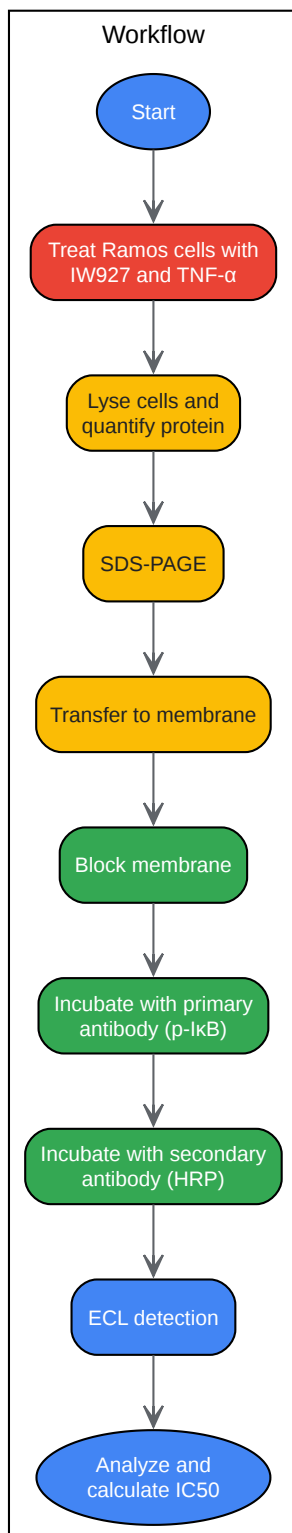 Workflow
Start
Treat Ramos cells with
IW927 and TNF-α
Lyse cells and
quantify protein
SDS-PAGE
Transfer to membrane
Block membrane
Incubate with primary
antibody (p-IκB)
Incubate with secondary
antibody (HRP)
ECL detection
Analyze and
calculate IC50